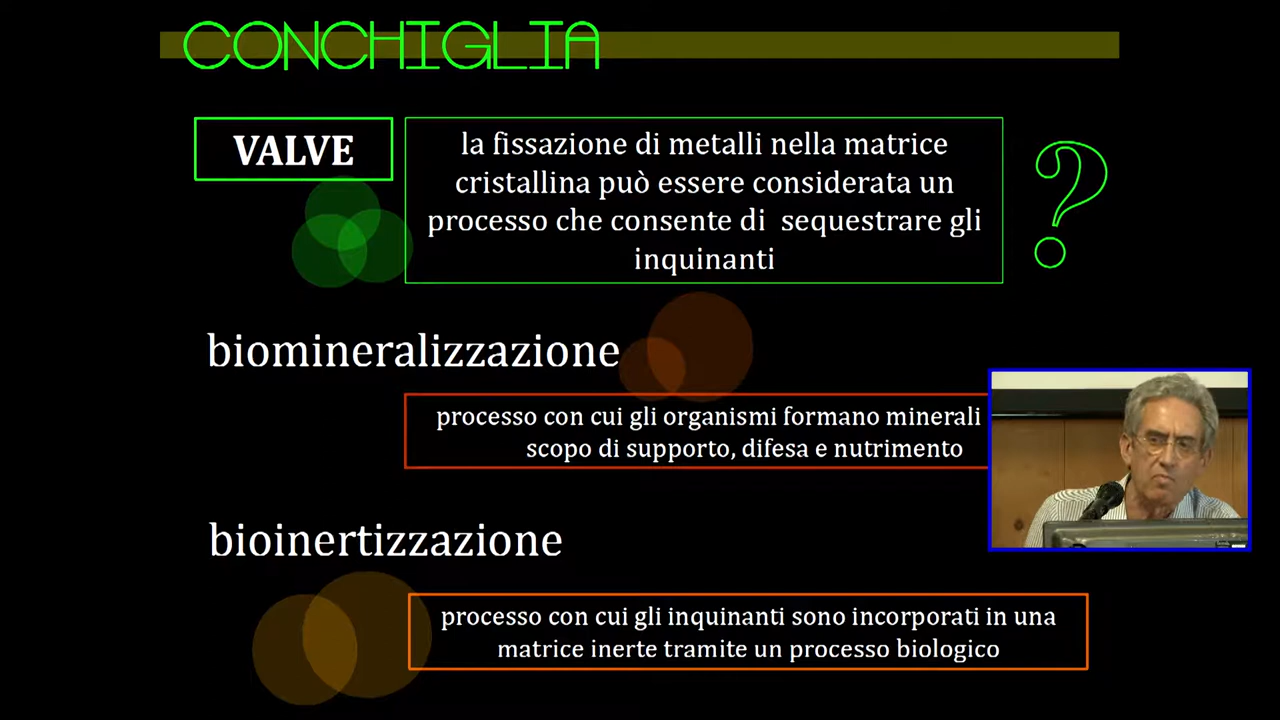 CONCHIGLIA
VALVE
la fissazione di metalli nella matrice
cristallina può essere considerata un
processo che consente di sequestrare gli
inquinanti
?
biomineralizzazione
processo con cui gli organismi formano minerali
scopo di supporto, difesa e nutrimento
bioinertizzazione
processo con cui gli inquinanti sono incorporati in una
matrice inerte tramite un processo biologico